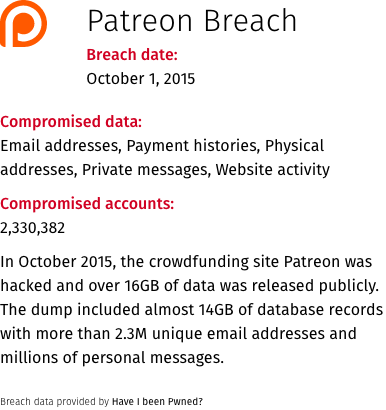 Patreon Breach
Breach date:
October 1, 2015
Compromised data:
Email addresses, Payment histories, Physical
addresses, Private messages, Website activity
Compromised accounts:
2,330,382
In October 2015, the crowdfunding site Patreon was
hacked and over 16GB of data was released publicly.
The dump included almost 14GB of database records
with more than 2.3M unique email addresses and
millions of personal messages.
Breach data provided by Have I been Pwned?